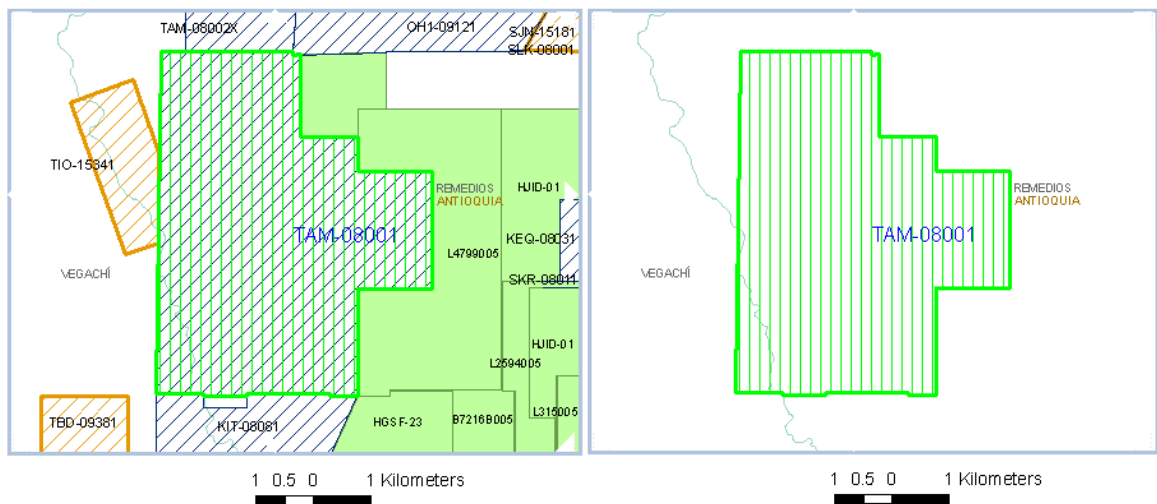 TAM-08002X
OH1-09121
SJN-15181
SLK-08001
TIO-15341
REMEDIOS
ANTIOQUIA
HJID-01
TAM-08001
KEQ-08031
L4799005
VEGACHÍ
SKR-08011
HJID-01
L2594005
L315005
TBD-09381
KIT-08081
HGSF-23
B7216B005
1 0.5 0 1 Kilometers
REMEDIOS
ANTIOQUIA
TAM-08001
VEGACHÍ
1 0.5 0 1 Kilometers